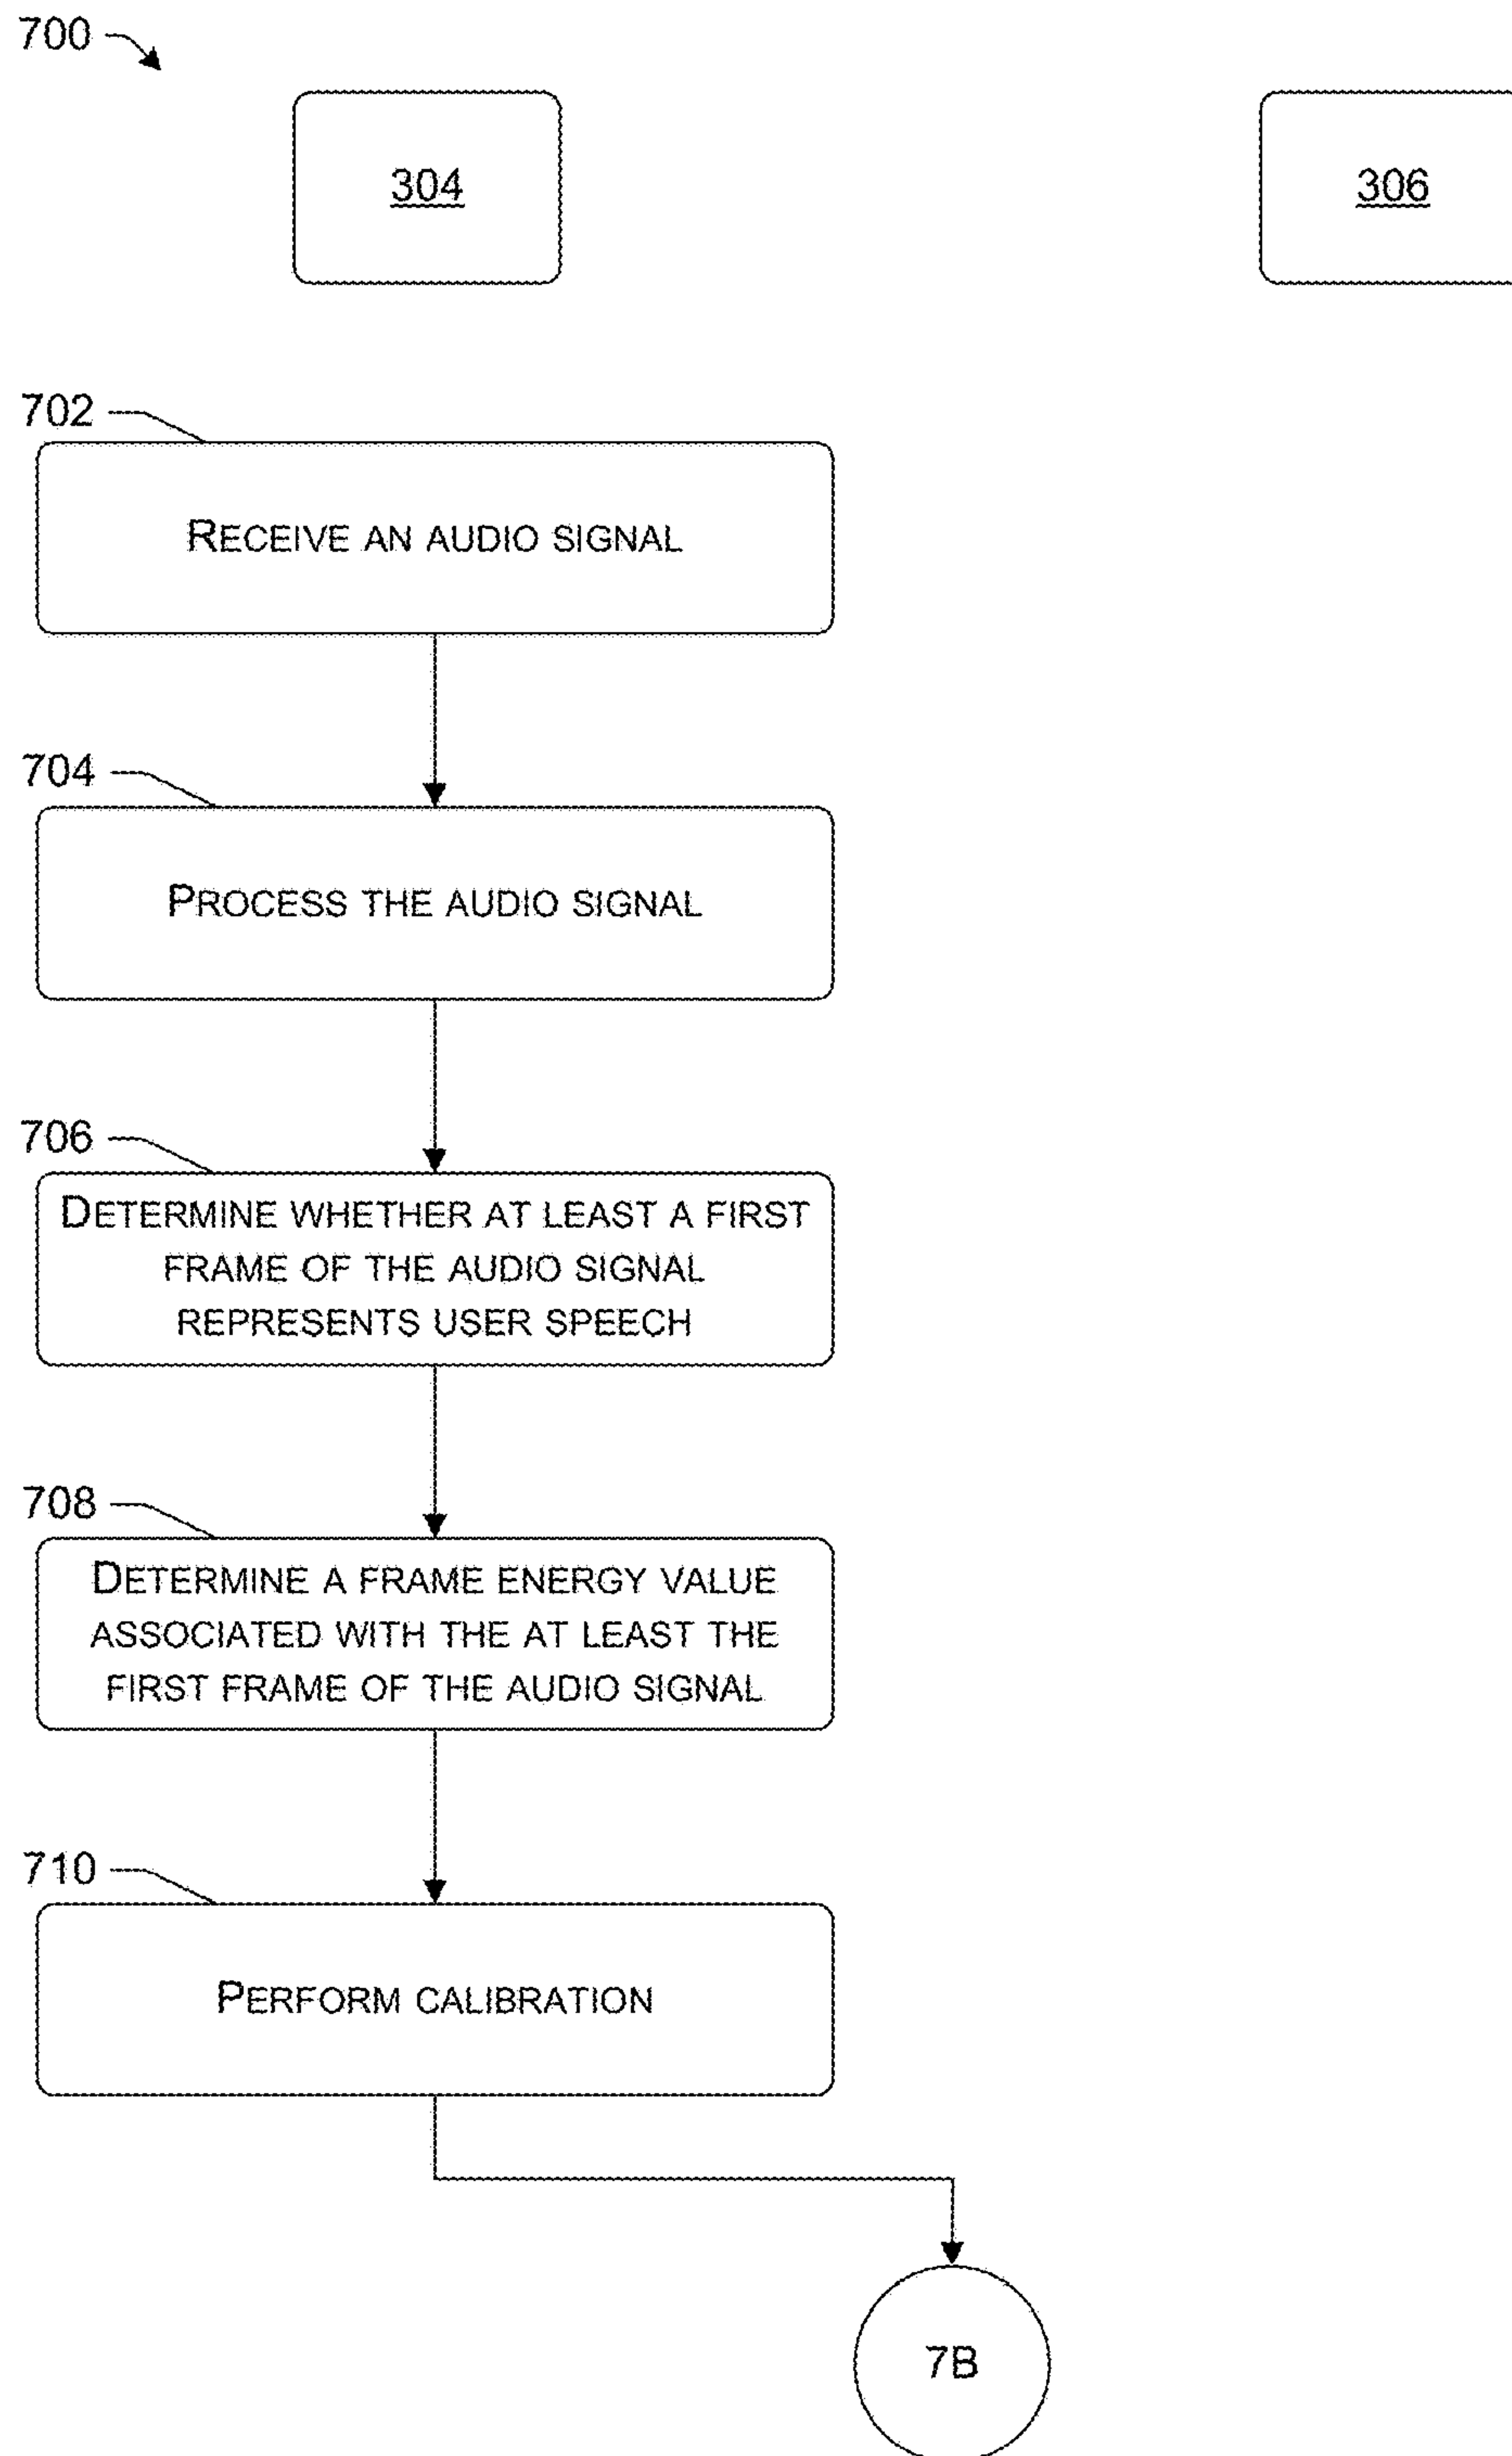 700
304
306
702
RECEIVE AN AUDIO SIGNAL
704
PROCESS THE AUDIO SIGNAL
706
DETERMINE WHETHER AT LEAST A FIRST
FRAME OF THE AUDIO SIGNAL
REPRESENTS USER SPEECH
708
DETERMINE A FRAME ENERGY VALUE
ASSOCIATED WITH THE AT LEAST THE
FIRST FRAME OF THE AUDIO SIGNAL
710
PERFORM CALIBRATION
7B